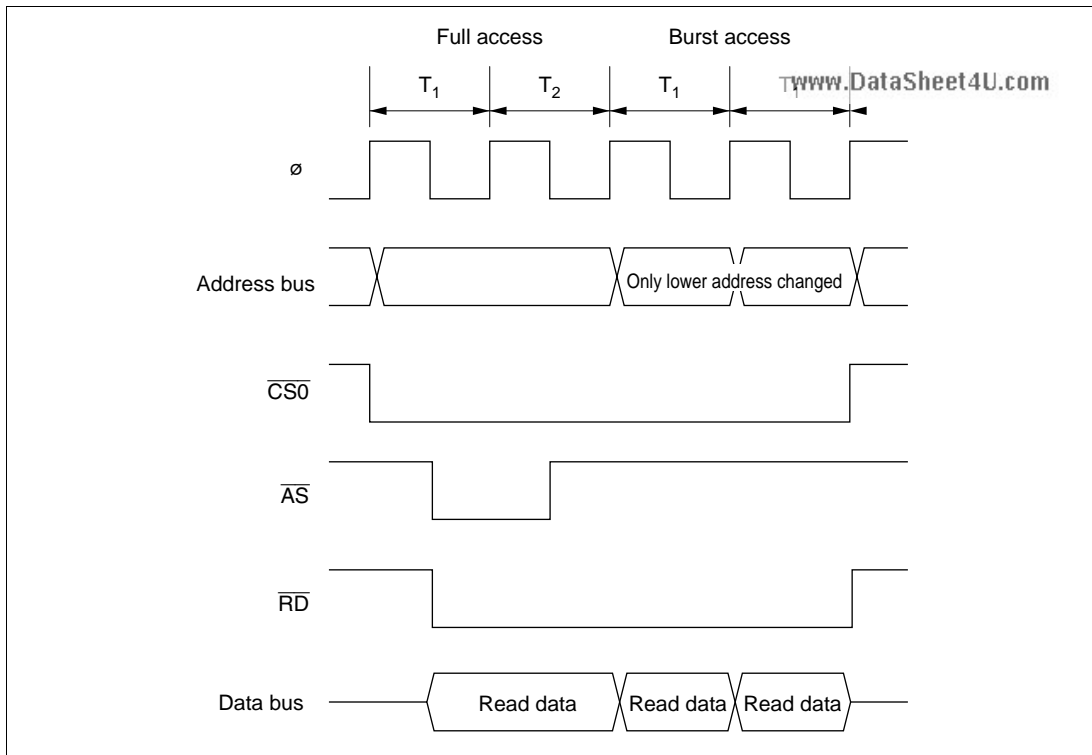 Full access Burst access
T1 T2 T1 www.DataSheet4U.com
ø
Address bus Only lower address changed
CS0
AS
RD
Data bus Read data Read data Read data